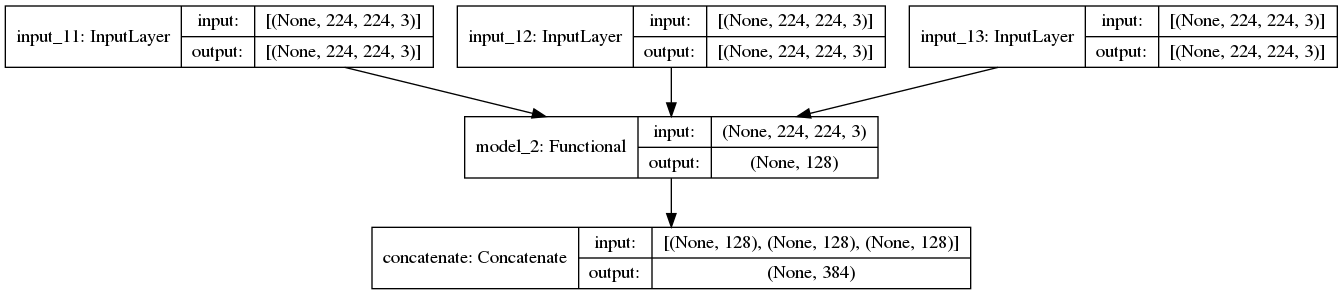 input_11: InputLayer
input:
[(None, 224, 224, 3)]
output:
[(None, 224, 224, 3)]
input_12: InputLayer
input:
[(None, 224, 224, 3)]
output:
[(None, 224, 224, 3)]
input_13: InputLayer
input:
[(None, 224, 224, 3)]
output:
[(None, 224, 224, 3)]
model_2: Functional
input:
(None, 224, 224, 3)
output:
(None, 128)
concatenate: Concatenate
input:
[(None, 128), (None, 128), (None, 128)]
output:
(None, 384)